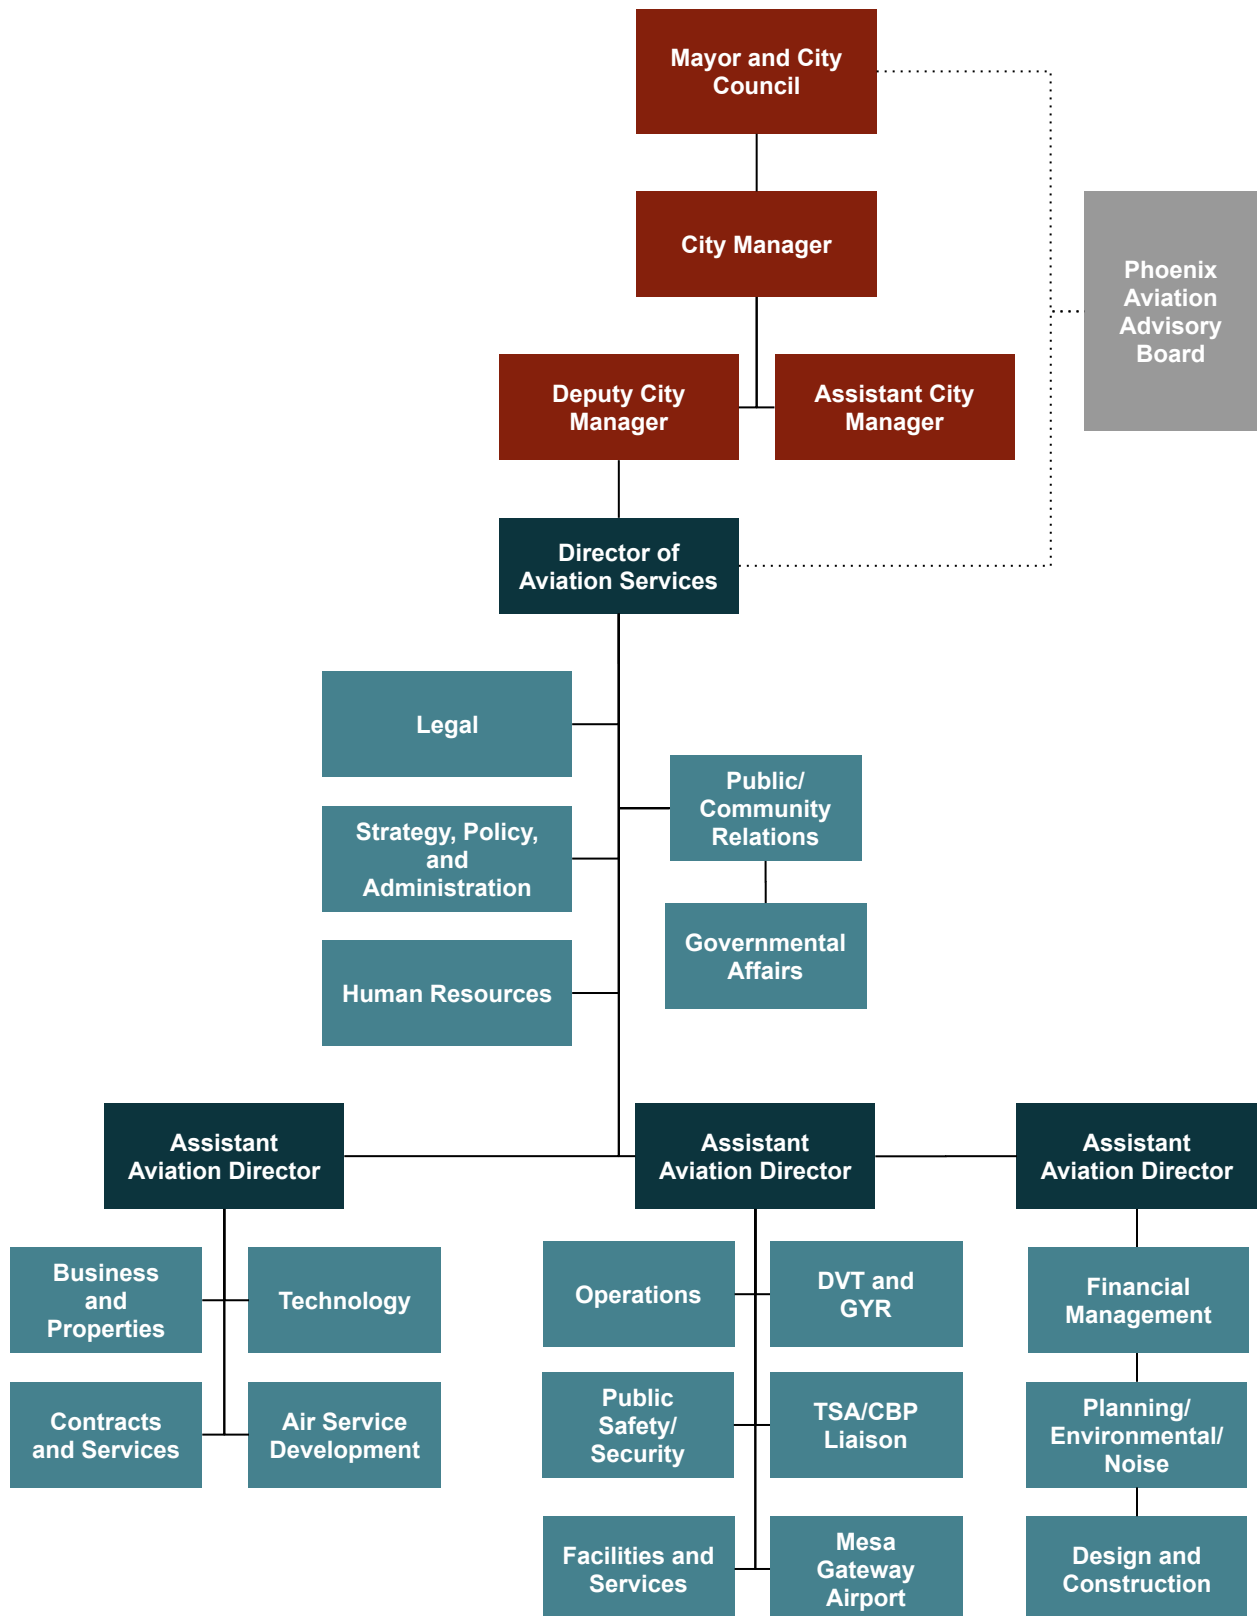 Mayor and City
Council
City Manager
Phoenix
Aviation
Advisory
Board
Deputy City
Manager
Assistant City
Manager
Director of
Aviation Services
Legal
Public/
Community
Relations
Strategy, Policy,
and
Administration
Governmental
Affairs
Human Resources
Assistant
Aviation Director
Assistant
Aviation Director
Assistant
Aviation Director
Business
and
Properties
Technology
Contracts
and Services
Air Service
Development
Operations
DVT and
GYR
Public
Safety/
Security
TSA/CBP
Liaison
Facilities and
Services
Mesa
Gateway
Airport
Financial
Management
Planning/
Environmental/
Noise
Design and
Construction